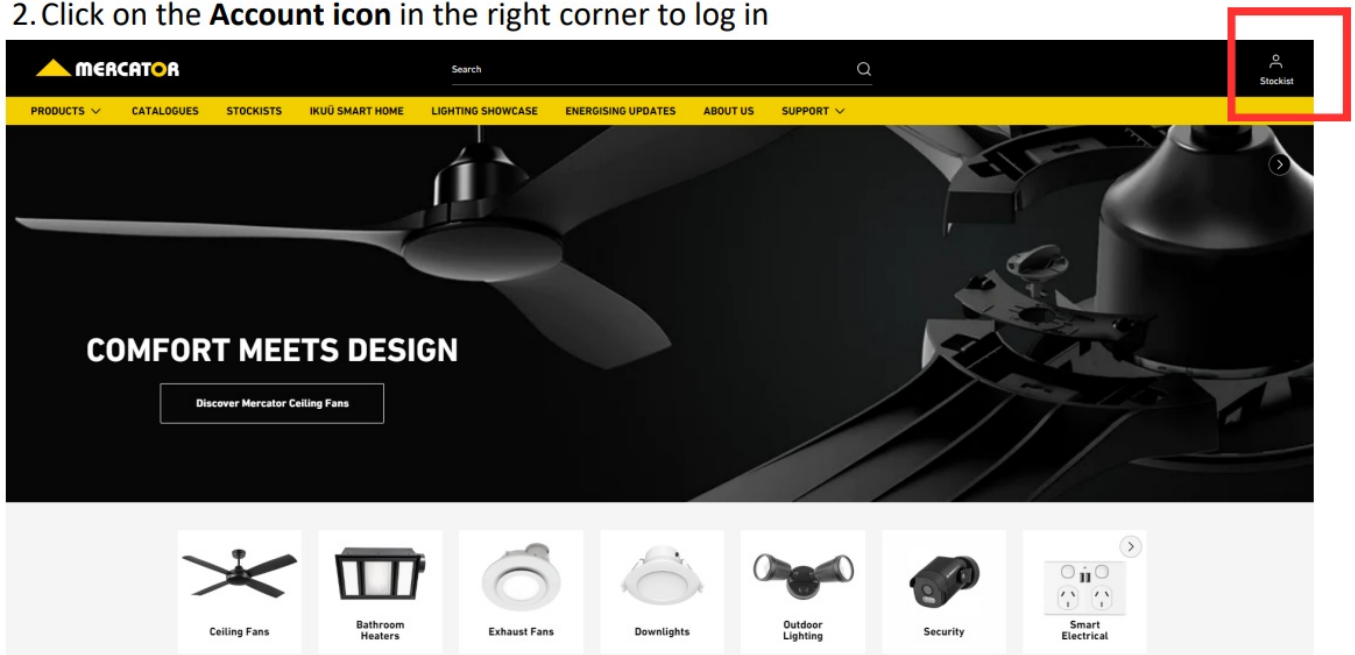 2. Click on the Account icon in the right corner to log in
MERCATOR
Search
Stockist
PRODUCTS CATALOGUES STOCKISTS IKUÜ SMART HOME LIGHTING SHOWCASE ENERGISING UPDATES ABOUT US SUPPORT
COMFORT MEETS DESIGN
Discover Mercator Ceiling Fans
Ceiling Fans
Bathroom
Heaters
Exhaust Fans
Downlights
Outdoor
Lighting
Security
Smart
Electrical